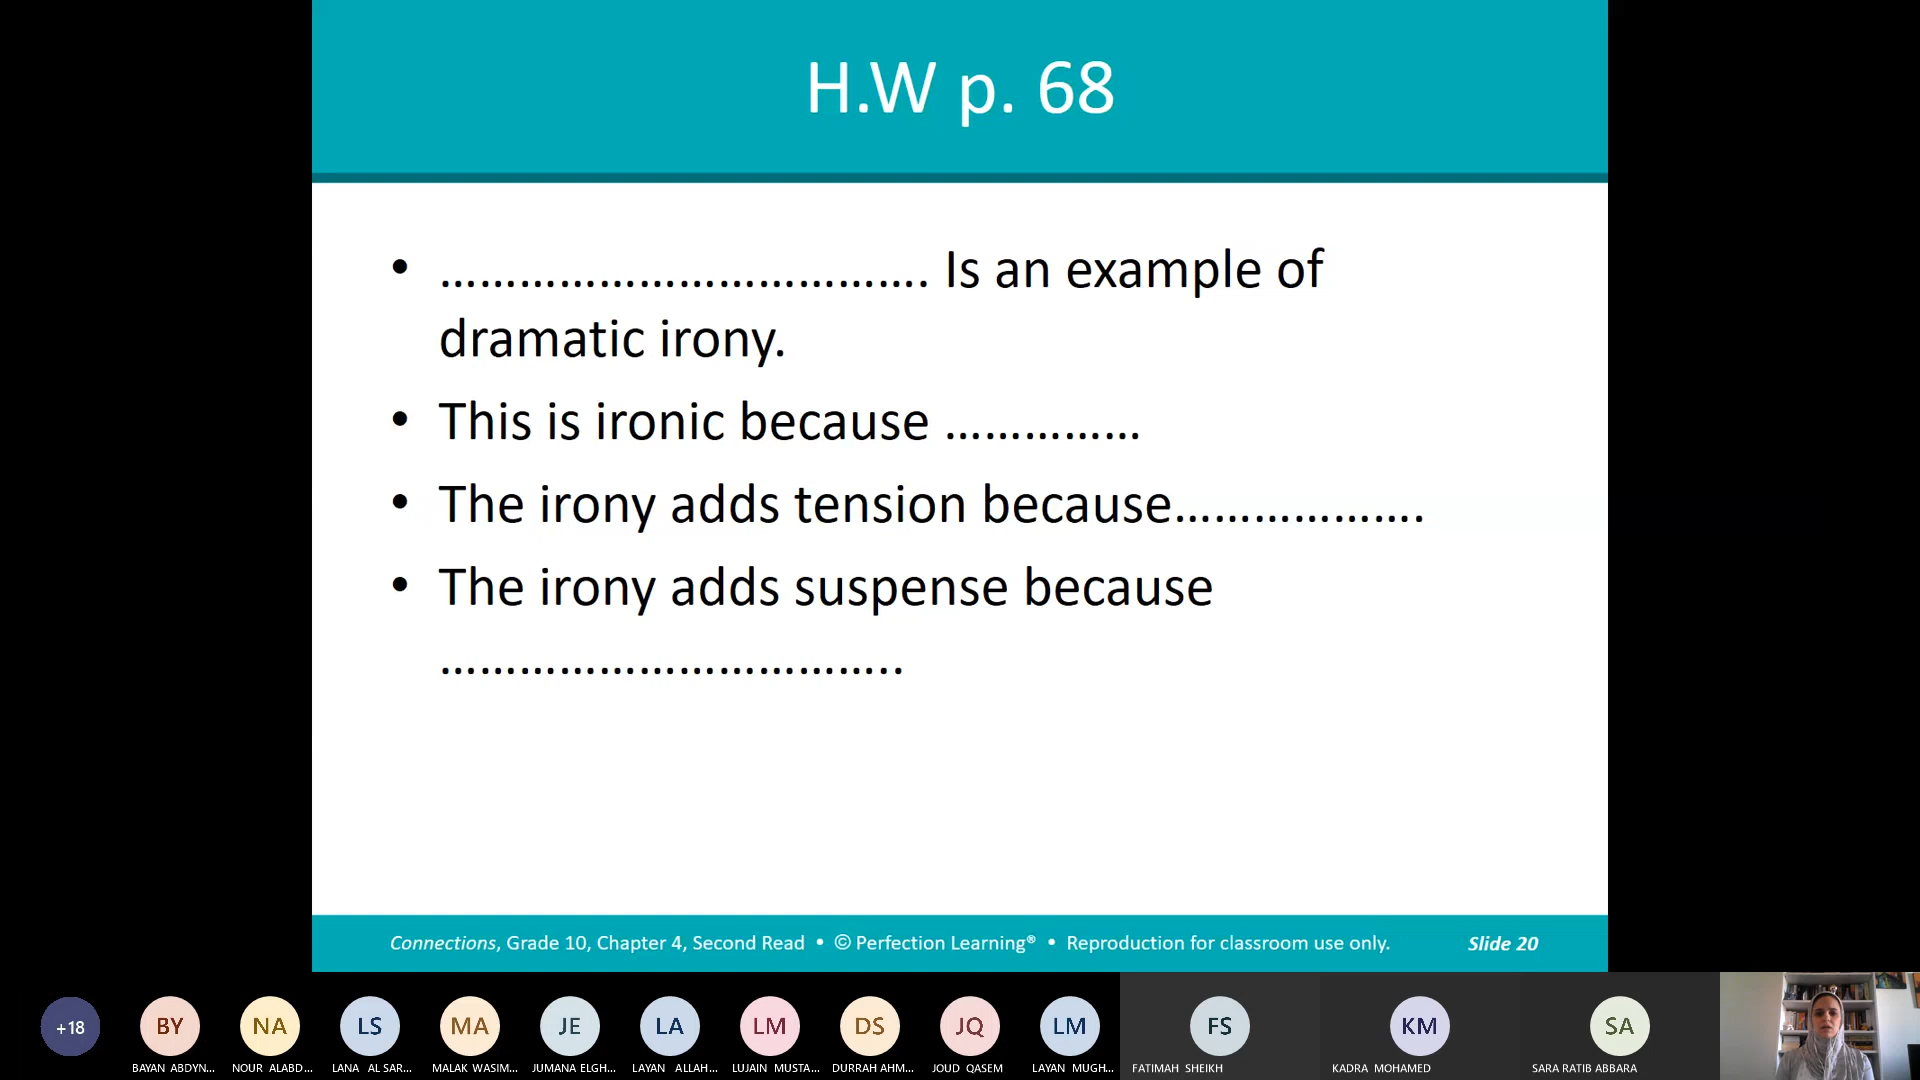 H.W p. 68
• …………………………………. Is an example of
dramatic irony.
• This is ironic because ……………
• The irony adds tension because……………….
• The irony adds suspense because
……………………………..
Connections, Grade 10, Chapter 4, Second Read • © Perfection Learning® • Reproduction for classroom use only. Slide 20
+18 BY NA LS MA JE LA LM DS JQ LM FS KM SA
BAYAN ABDYN... NOUR ALABD... LANA AL SAR... MALAK WASIM... JUMANA ELGH... LAYAN ALLAH... LUJAIN MUSTA... DURRAH AHM... JOUD QASEM LAYAN MUGH... FATIMAH SHEIKH KADRA MOHAMED SARA RATIB ABBARA